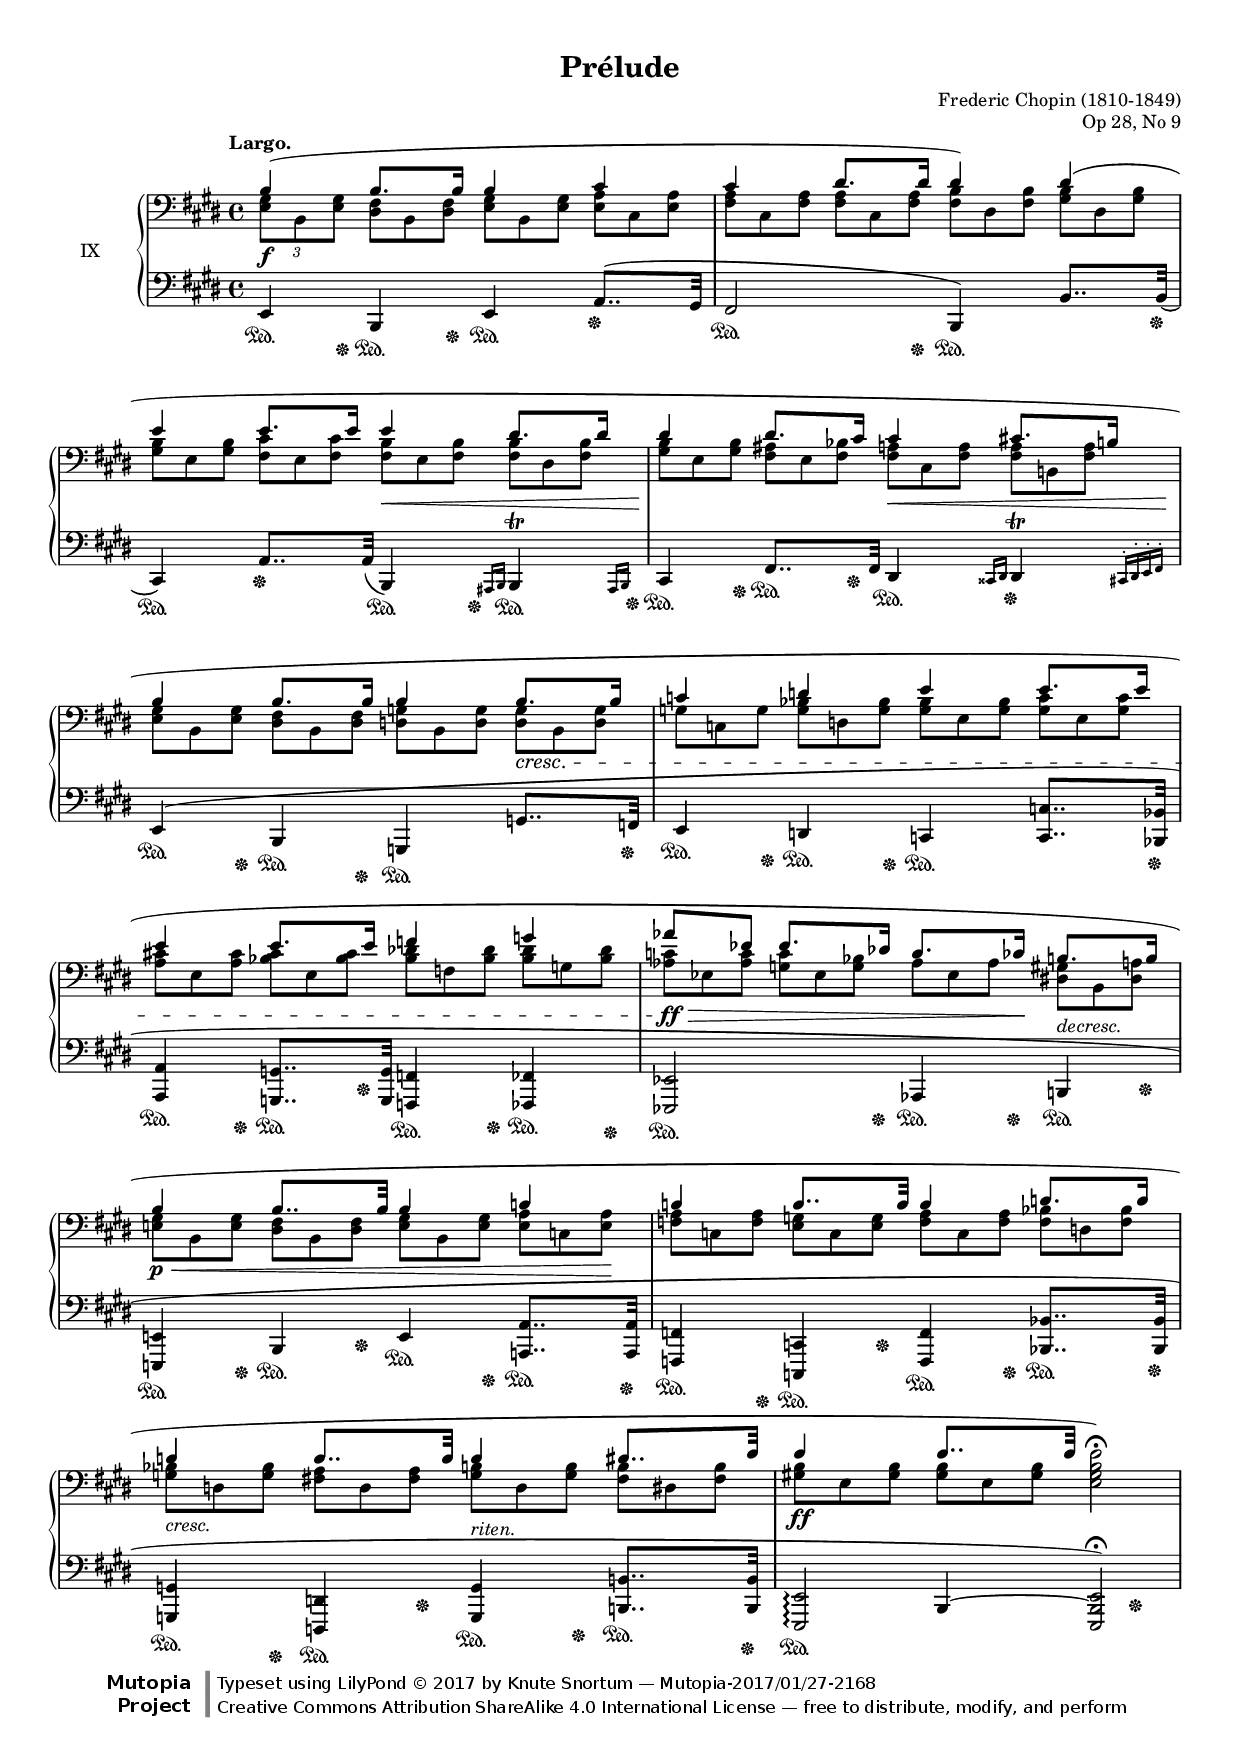 Prélude
Frederic Chopin (1810-1849)
Op 28, No 9
Largo.
IX
f
3
cresc.
ff
decresc.
p
cresc.
riten.
ff
Mutopia Project
Typeset using LilyPond © 2017 by Knute Snortum — Mutopia-2017/01/27-2168
Creative Commons Attribution ShareAlike 4.0 International License — free to distribute, modify, and perform